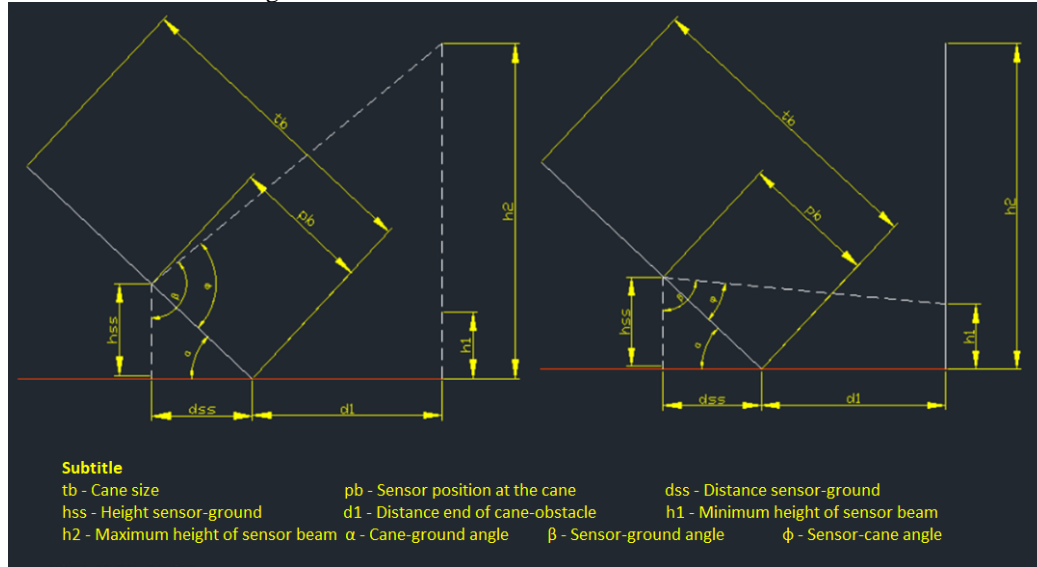 tb
pb
h2
β
φ
hss
α
h1
dss
d1
tb
pb
h2
β
φ
hss
α
h1
dss
d1
Subtitle
tb - Cane size pb - Sensor position at the cane dss - Distance sensor-ground
hss - Height sensor-ground d1 - Distance end of cane-obstacle h1 - Minimum height of sensor beam
h2 - Maximum height of sensor beam α - Cane-ground angle β - Sensor-ground angle ϕ - Sensor-cane angle